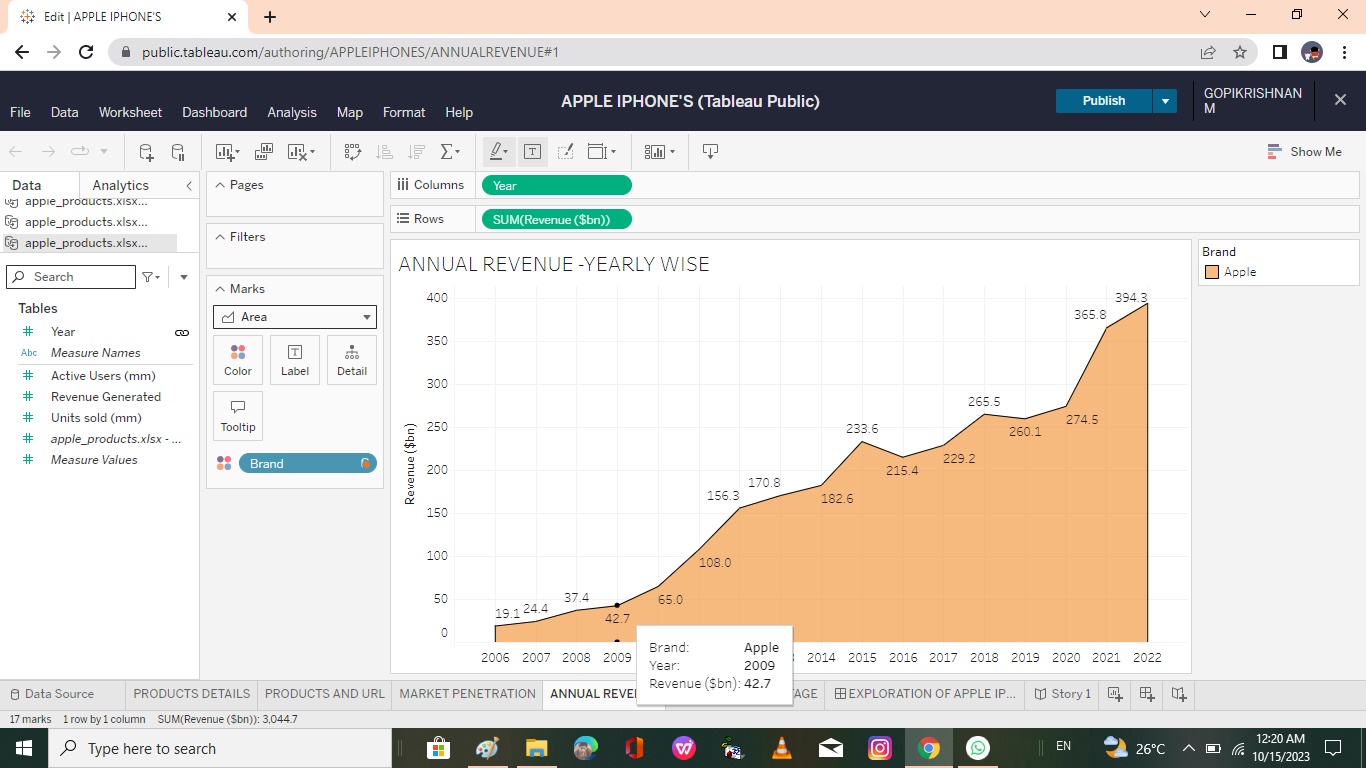 Edit | APPLE IPHONE'S
public.tableau.com/authoring/APPLEIPHONES/ANNUALREVENUE#1
File Data Worksheet Dashboard Analysis Map Format Help
APPLE IPHONE'S (Tableau Public)
Publish
GOPIKRISHNAN
M
Show Me
Data Analytics
apple_products.xlsx...
apple_products.xlsx...
apple_products.xlsx...
Search
Tables
Year
Abc Measure Names
Active Users (mm)
Revenue Generated
Units sold (mm)
apple_products.xlsx - ...
Measure Values
Pages
Filters
Marks
Area
Color Label Detail
Tooltip
Brand
Columns Year
Rows SUM(Revenue ($bn))
ANNUAL REVENUE -YEARLY WISE
Revenue ($bn)
400
350
300
250
200
150
100
50
0
19.1 24.4 37.4 42.7 65.0 108.0 156.3 170.8 182.6 233.6 215.4 229.2 265.5 260.1 274.5 365.8 394.3
2006 2007 2008 2009 2014 2015 2016 2017 2018 2019 2020 2021 2022
Brand: Apple
Year: 2009
Revenue ($bn): 42.7
Brand
Apple
Data Source PRODUCTS DETAILS PRODUCTS AND URL MARKET PENETRATION ANNUAL REVE AGE EXPLORATION OF APPLE IP... Story 1
17 marks 1 row by 1 column SUM(Revenue ($bn)): 3,044.7
Type here to search
EN
26°C
12:20 AM
10/15/2023